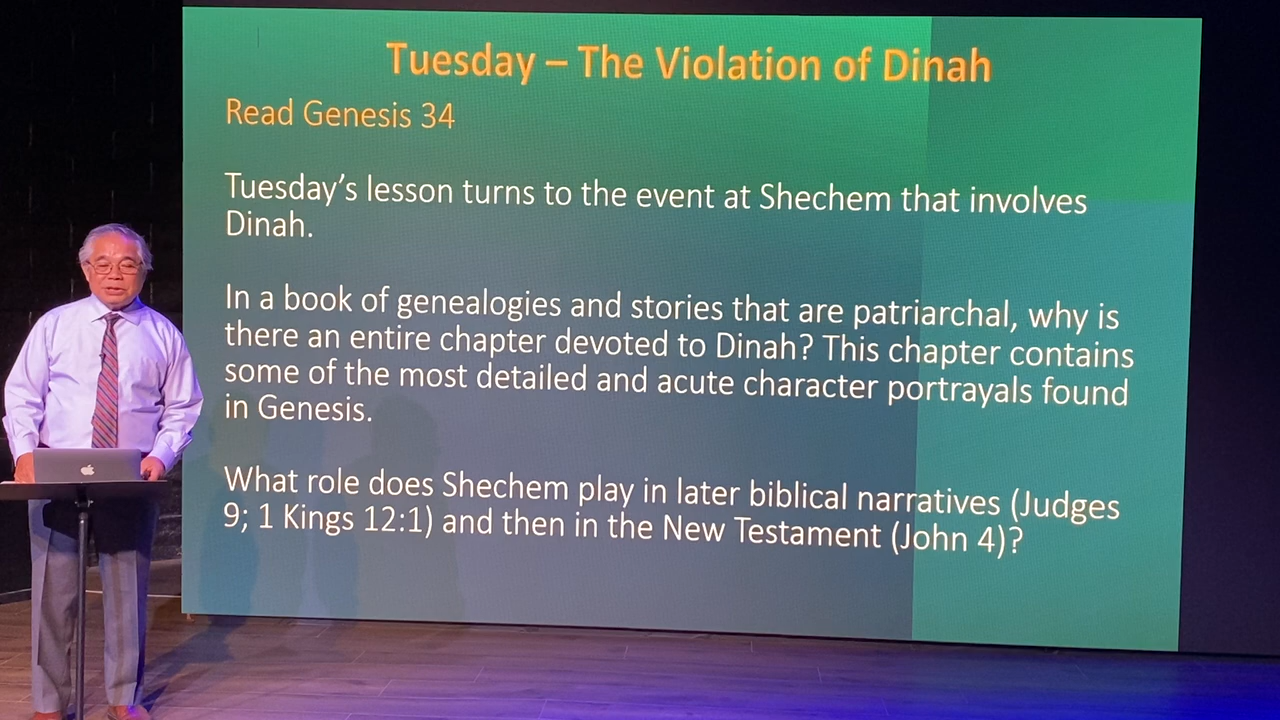 Tuesday – The Violation of Dinah
Read Genesis 34
Tuesday’s lesson turns to the event at Shechem that involves
Dinah.
In a book of genealogies and stories that are patriarchal, why is
there an entire chapter devoted to Dinah? This chapter contains
some of the most detailed and acute character portrayals found
in Genesis.
What role does Shechem play in later biblical narratives (Judges
9; 1 Kings 12:1) and then in the New Testament (John 4)?